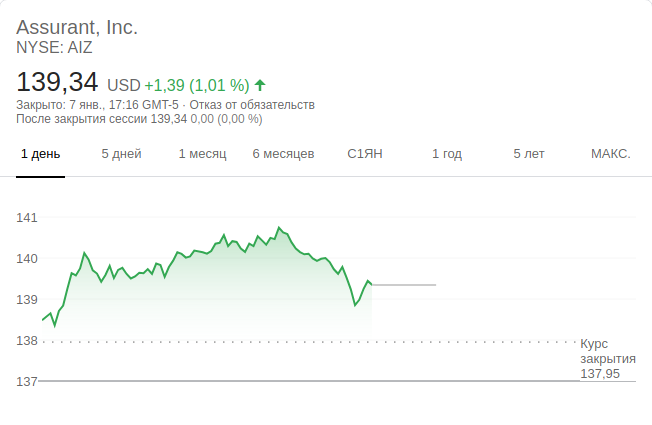 Assurant, Inc.
NYSE: AIZ
139,34 USD +1,39 (1,01 %)
Закрыто: 7 янв., 17:16 GMT-5 · Отказ от обязательств
После закрытия сессии 139,34 0,00 (0,00 %)
1 день 5 дней 1 месяц 6 месяцев С1ЯН 1 год 5 лет МАКС.
141
140
139
138
Курс
закрытия
137,95
137